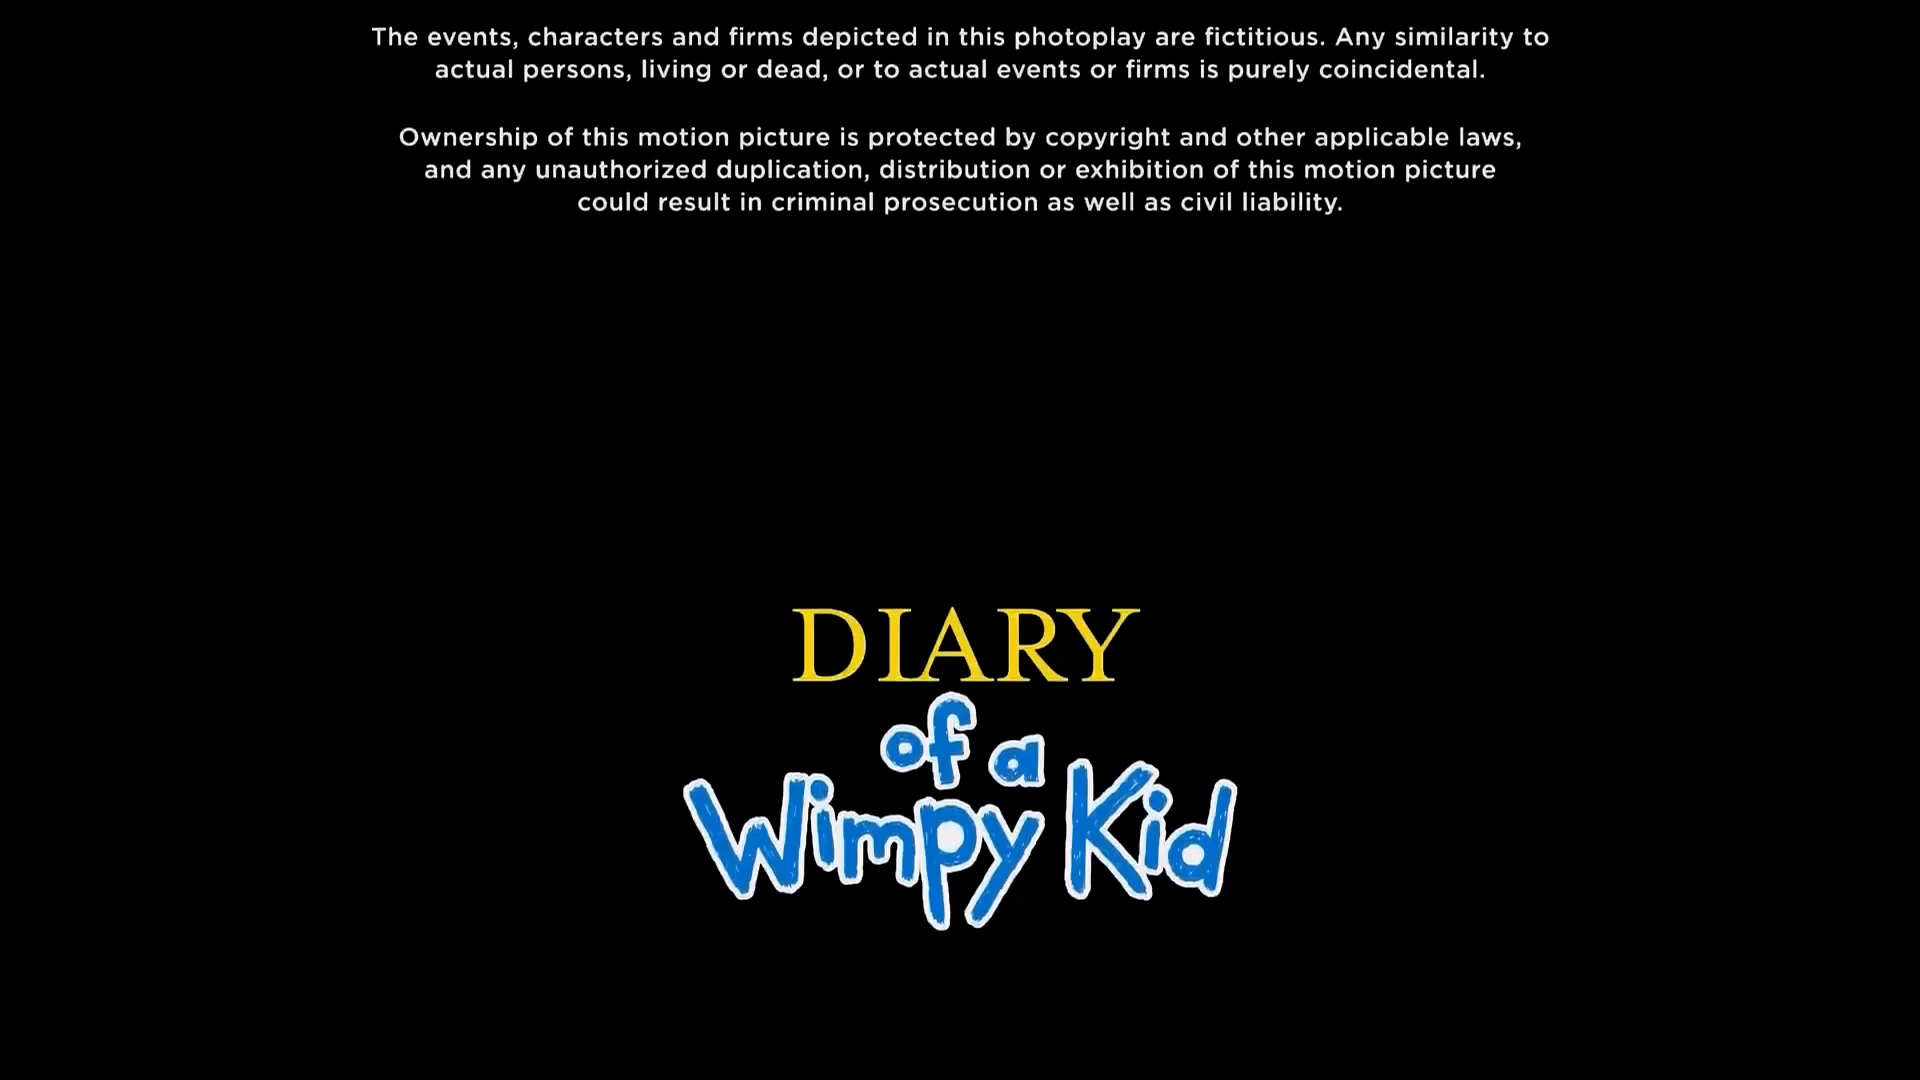 The events, characters and firms depicted in this photoplay are fictitious. Any similarity to
actual persons, living or dead, or to actual events or firms is purely coincidental.
Ownership of this motion picture is protected by copyright and other applicable laws,
and any unauthorized duplication, distribution or exhibition of this motion picture
could result in criminal prosecution as well as civil liability.
DIARY
of a
Wimpy Kid